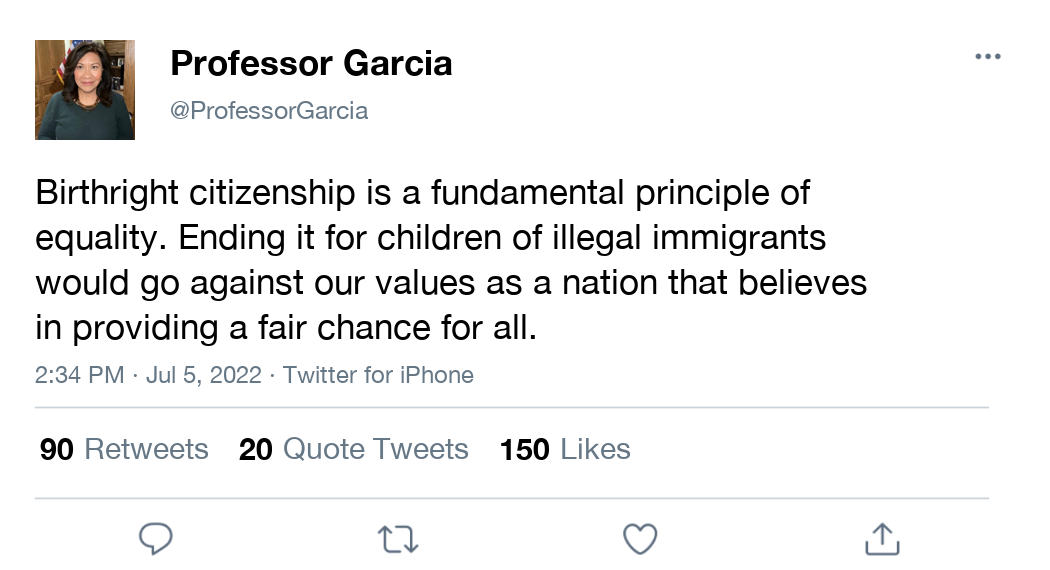 Professor Garcia
@ProfessorGarcia
Birthright citizenship is a fundamental principle of
equality. Ending it for children of illegal immigrants
would go against our values as a nation that believes
in providing a fair chance for all.
2:34 PM · Jul 5, 2022 · Twitter for iPhone
90 Retweets 20 Quote Tweets 150 Likes